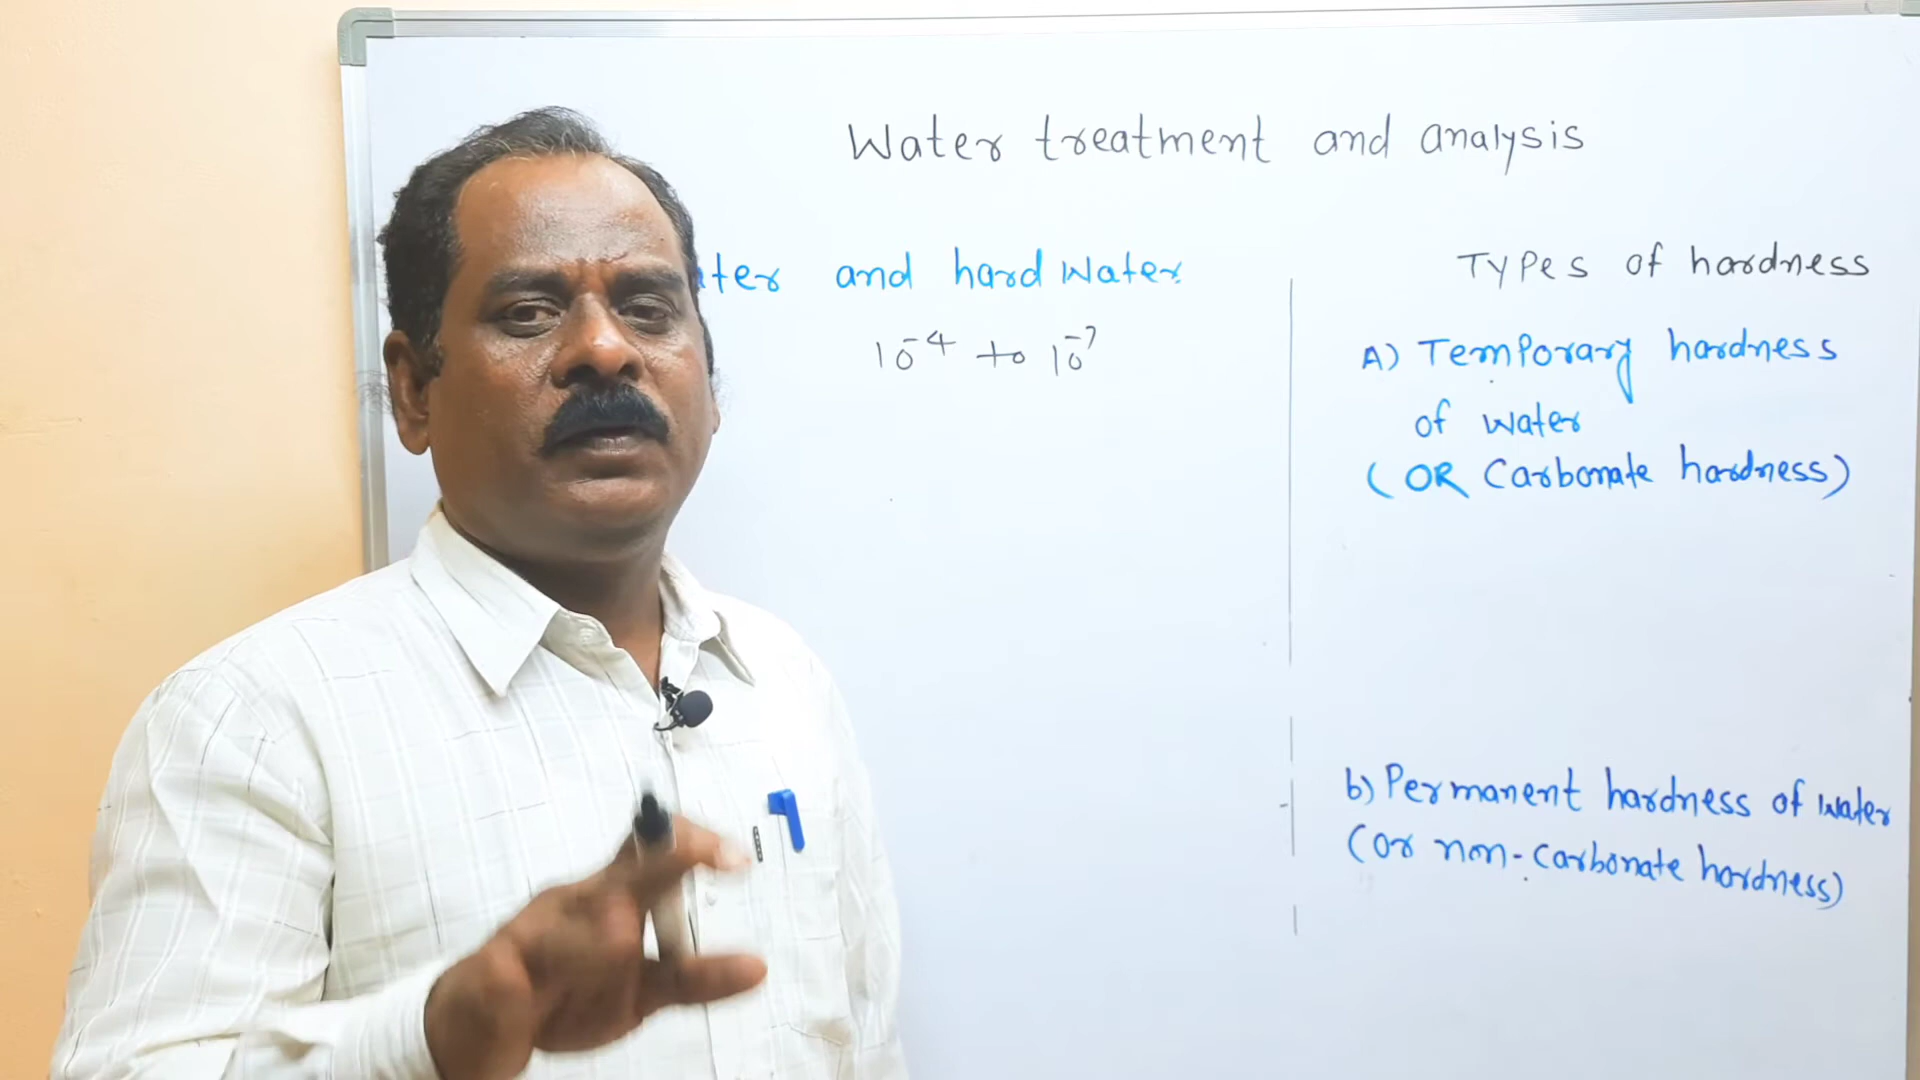 Water treatment and analysis
and hard water
10⁻⁴ to 10⁻⁷
Types of hardness
A) Temporary hardness
of water
(OR Carbonate hardness)
b) Permanent hardness of water
(or non-carbonate hardness)